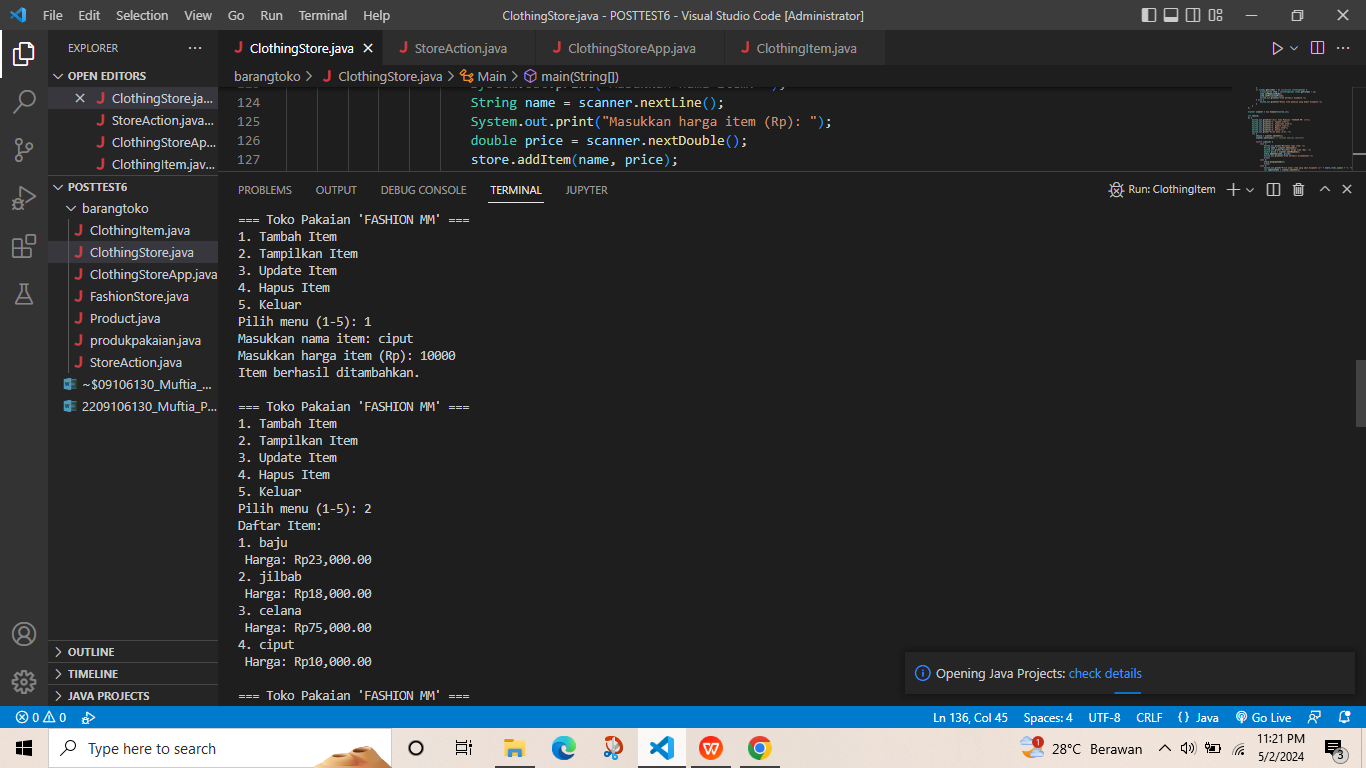 File Edit Selection View Go Run Terminal Help
ClothingStore.java - POSTTEST6 - Visual Studio Code [Administrator]
EXPLORER ···
OPEN EDITORS
ClothingStore.ja...
StoreAction.java...
ClothingStoreAp...
ClothingItem.jav...
POSTTEST6
barangtoko
ClothingItem.java
ClothingStore.java
ClothingStoreApp.java
FashionStore.java
Product.java
produkpakaian.java
StoreAction.java
~$09106130_Muftia_...
2209106130_Muftia_P...
OUTLINE
TIMELINE
JAVA PROJECTS
ClothingStore.java StoreAction.java ClothingStoreApp.java ClothingItem.java
barangtoko > ClothingStore.java > Main > main(String[])
124 String name = scanner.nextLine();
125 System.out.print("Masukkan harga item (Rp): ");
126 double price = scanner.nextDouble();
127 store.addItem(name, price);
PROBLEMS OUTPUT DEBUG CONSOLE TERMINAL JUPYTER
Run: ClothingItem
=== Toko Pakaian 'FASHION MM' ===
1. Tambah Item
2. Tampilkan Item
3. Update Item
4. Hapus Item
5. Keluar
Pilih menu (1-5): 1
Masukkan nama item: ciput
Masukkan harga item (Rp): 10000
Item berhasil ditambahkan.
=== Toko Pakaian 'FASHION MM' ===
1. Tambah Item
2. Tampilkan Item
3. Update Item
4. Hapus Item
5. Keluar
Pilih menu (1-5): 2
Daftar Item:
1. baju
Harga: Rp23,000.00
2. jilbab
Harga: Rp18,000.00
3. celana
Harga: Rp75,000.00
4. ciput
Harga: Rp10,000.00
=== Toko Pakaian 'FASHION MM' ===
Opening Java Projects: check details
0 0
Ln 136, Col 45 Spaces: 4 UTF-8 CRLF {} Java Go Live
Type here to search
1
28°C Berawan
11:21 PM
5/2/2024
3